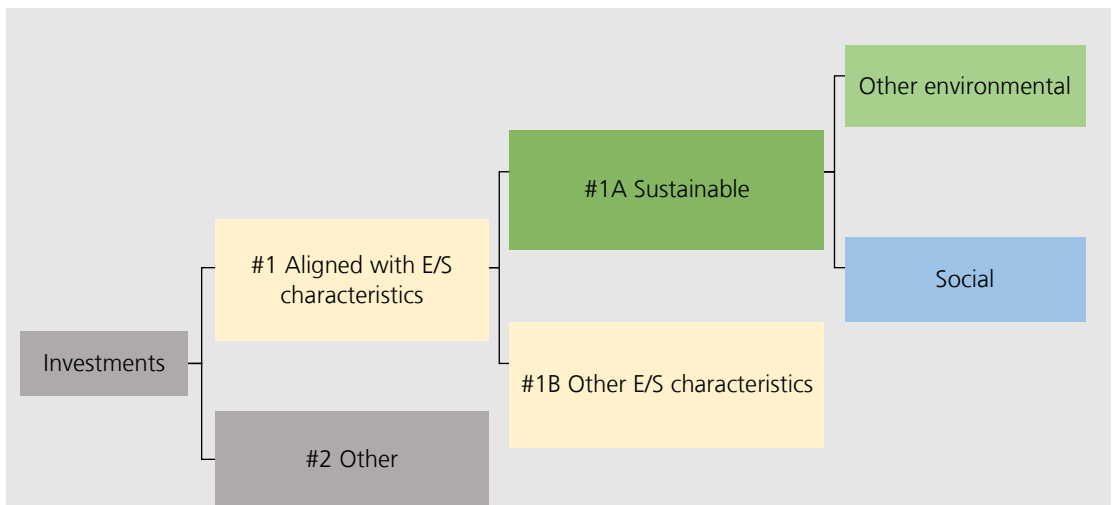 Investments
#1 Aligned with E/S
characteristics
#2 Other
#1A Sustainable
#1B Other E/S characteristics
Other environmental
Social